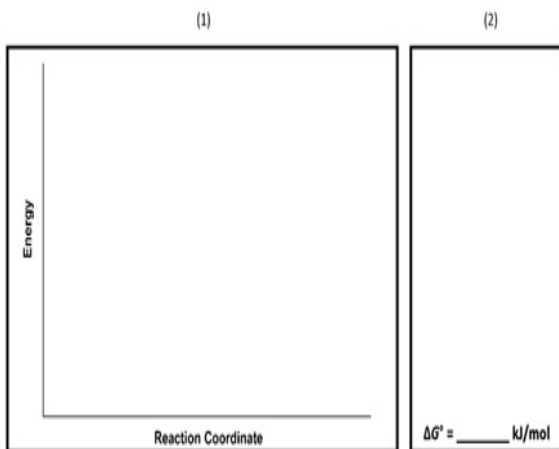 (1)
(2)
Energy
Reaction Coordinate
ΔG° = _______ kJ/mol